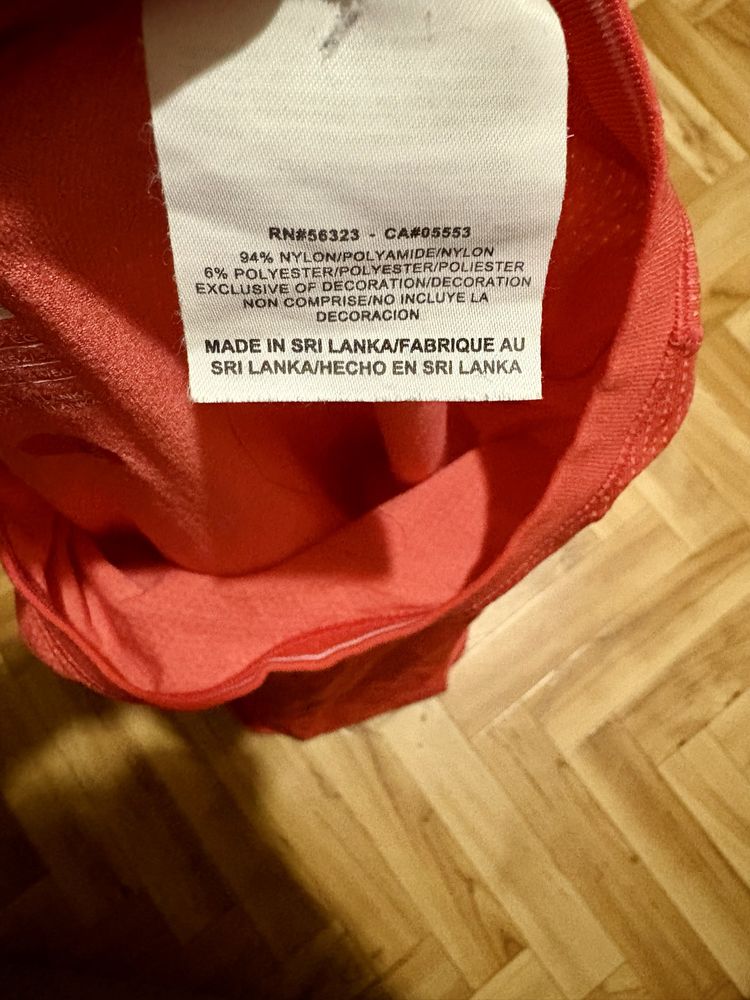 RN#56323 - CA#05553
94% NYLON/POLYAMIDE/NYLON
6% POLYESTER/POLYESTER/POLIESTER
EXCLUSIVE OF DECORATION/DECORATION
NON COMPRISE/NO INCLUYE LA
DECORACION
MADE IN SRI LANKA/FABRIQUE AU
SRI LANKA/HECHO EN SRI LANKA